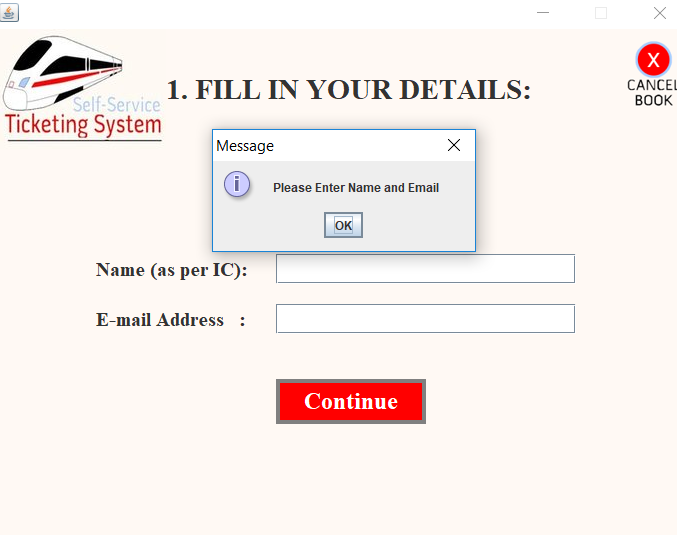 Self-Service
Ticketing System
1. FILL IN YOUR DETAILS:
X
CANCEL
BOOK
Message
i
Please Enter Name and Email
OK
Name (as per IC):
E-mail Address :
Continue